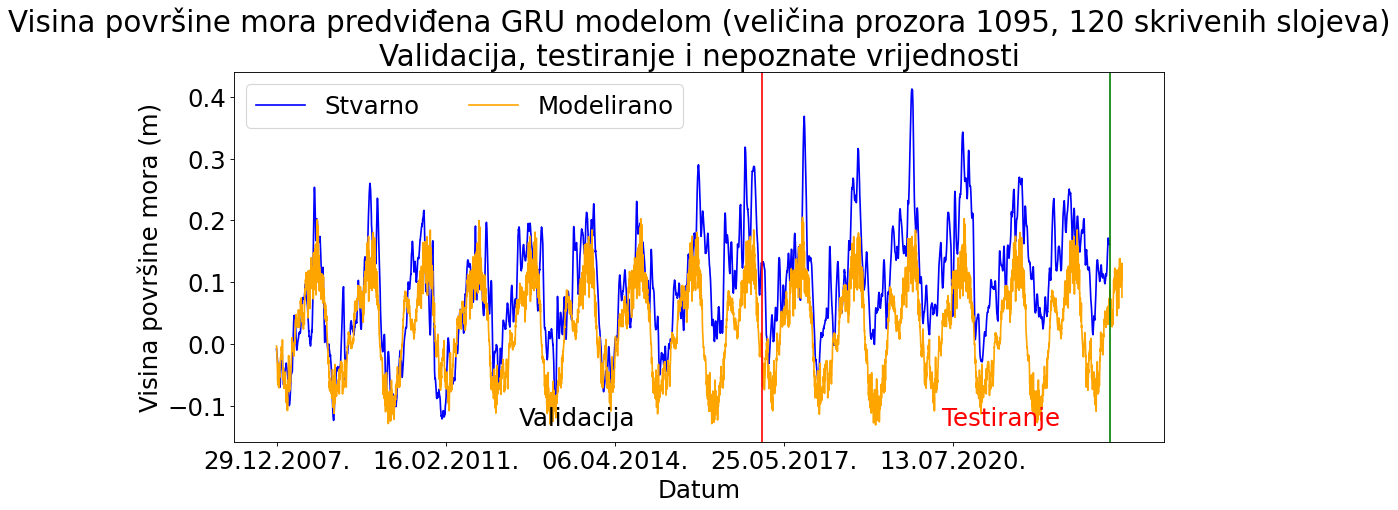 Visina površine mora predviđena GRU modelom (veličina prozora 1095, 120 skrivenih slojeva)
Validacija, testiranje i nepoznate vrijednosti
Stvarno
Modelirano
Visina površine mora (m)
0.4
0.3
0.2
0.1
0.0
−0.1
Validacija
Testiranje
29.12.2007.
16.02.2011.
06.04.2014.
25.05.2017.
13.07.2020.
Datum